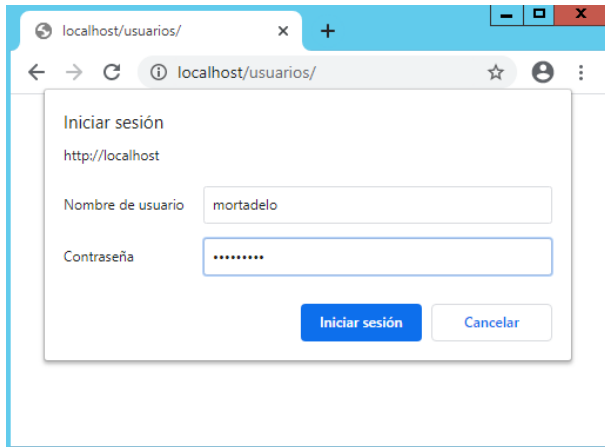 localhost/usuarios/
localhost/usuarios/
Iniciar sesión
http://localhost
Nombre de usuario mortadelo
Contraseña •••••••••
Iniciar sesión Cancelar